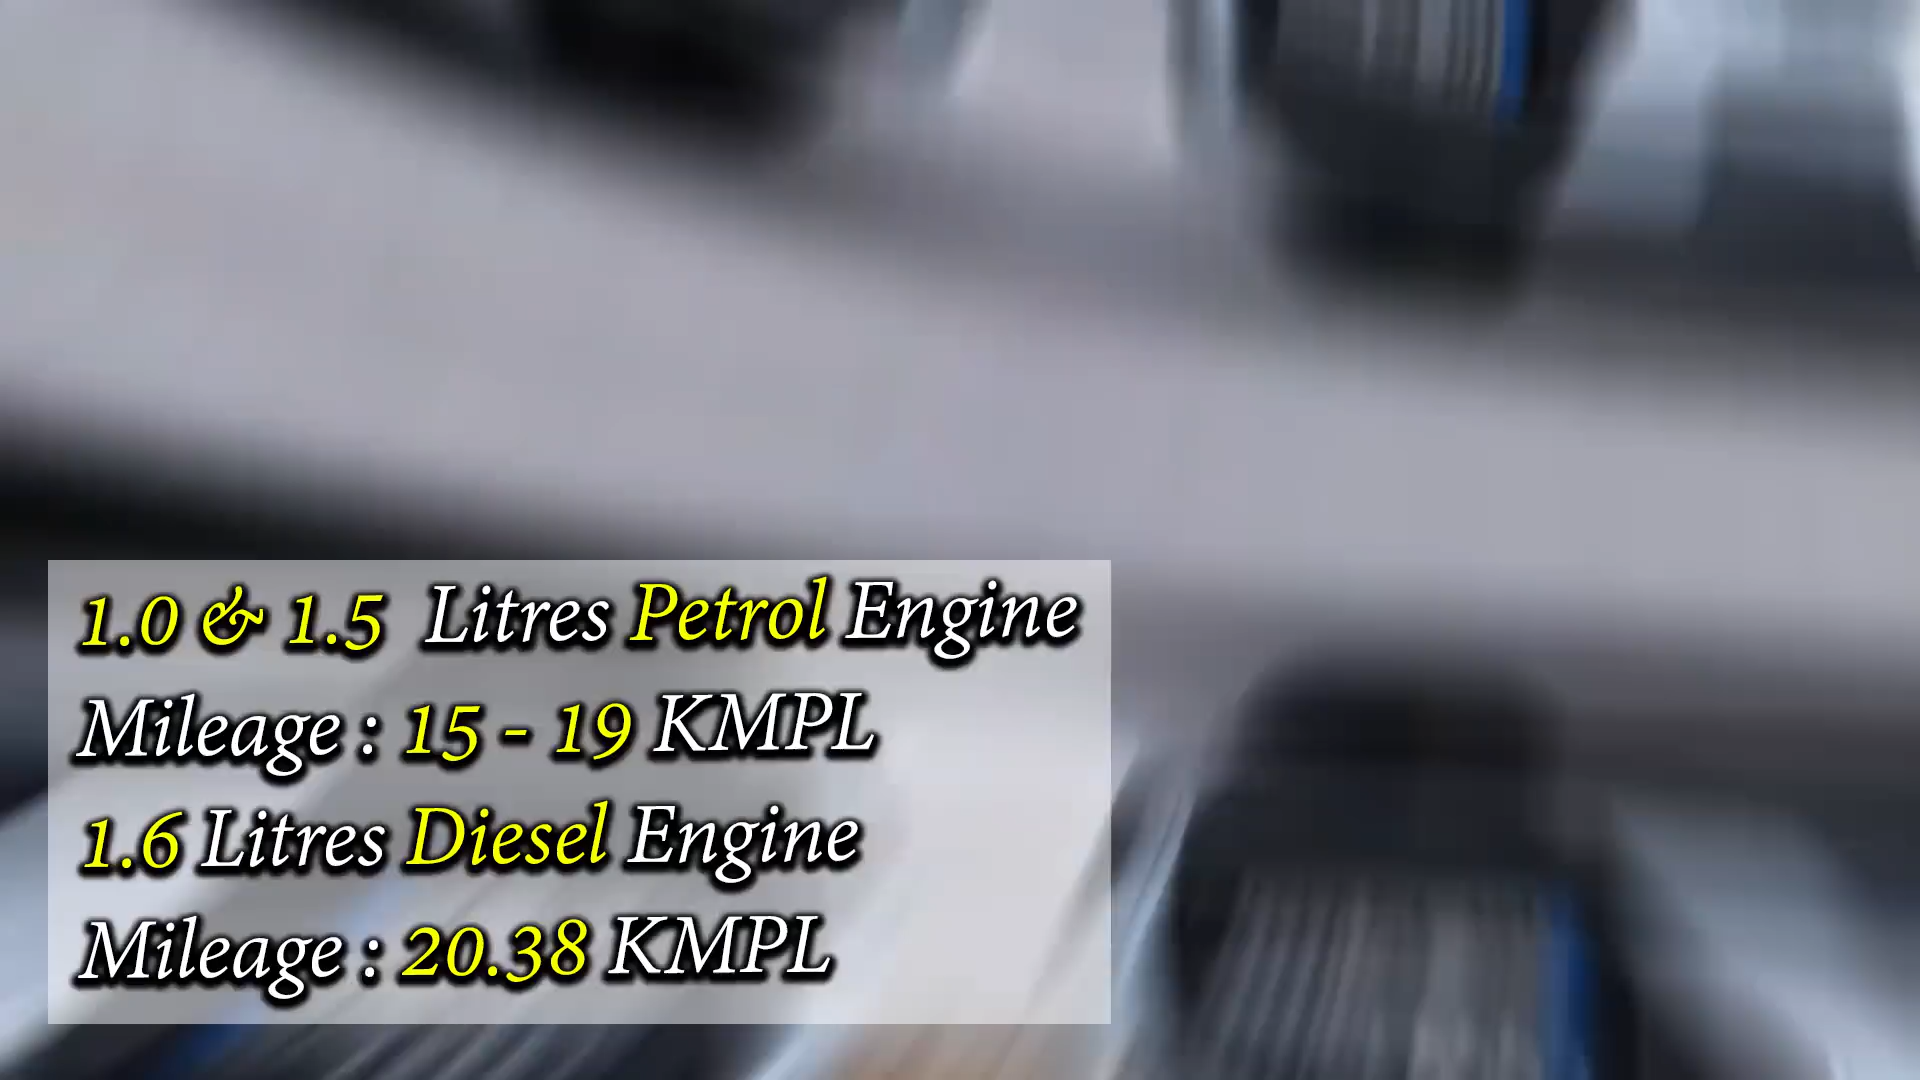 1.0 & 1.5 Litres Petrol Engine
Mileage : 15 - 19 KMPL
1.6 Litres Diesel Engine
Mileage : 20.38 KMPL